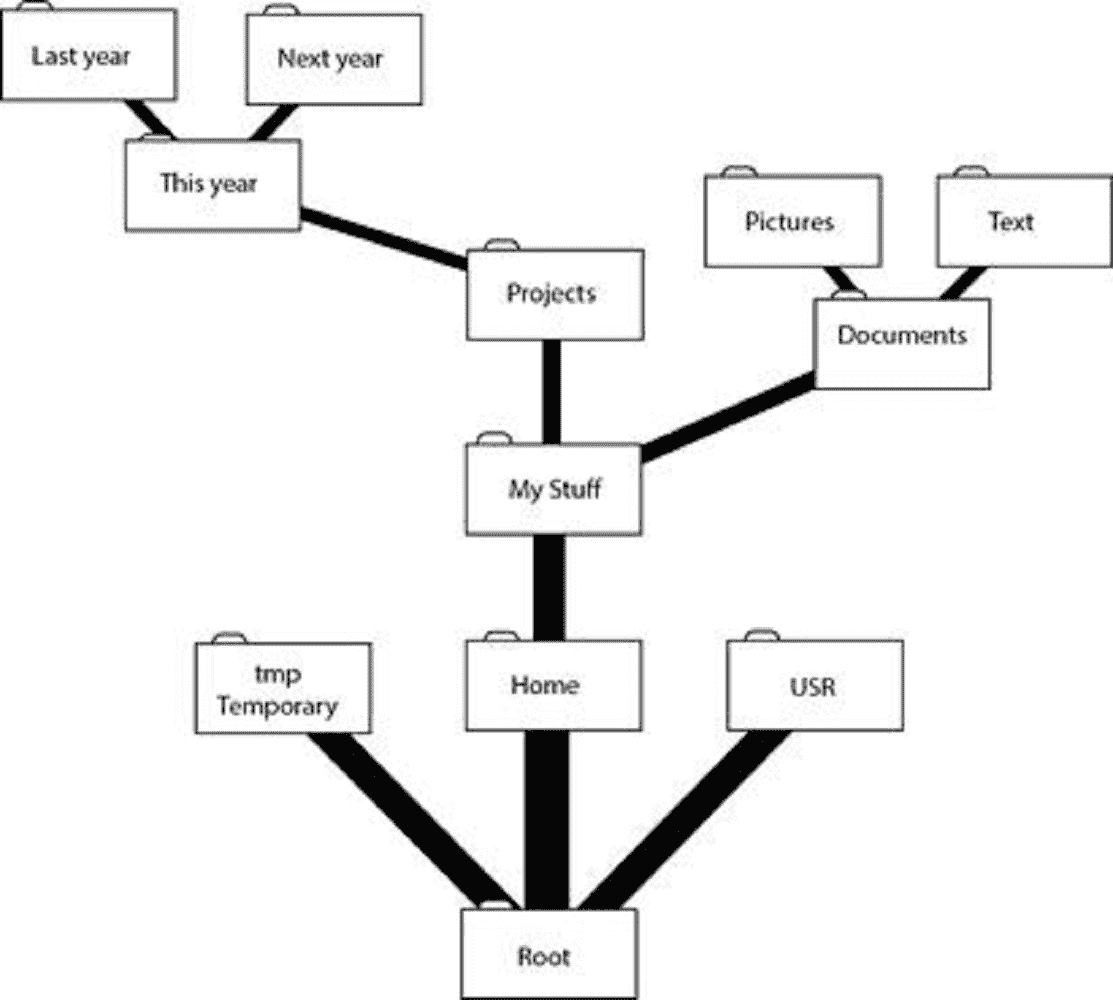 Last year
Next year
This year
Pictures
Text
Projects
Documents
My Stuff
tmp
Temporary
Home
USR
Root